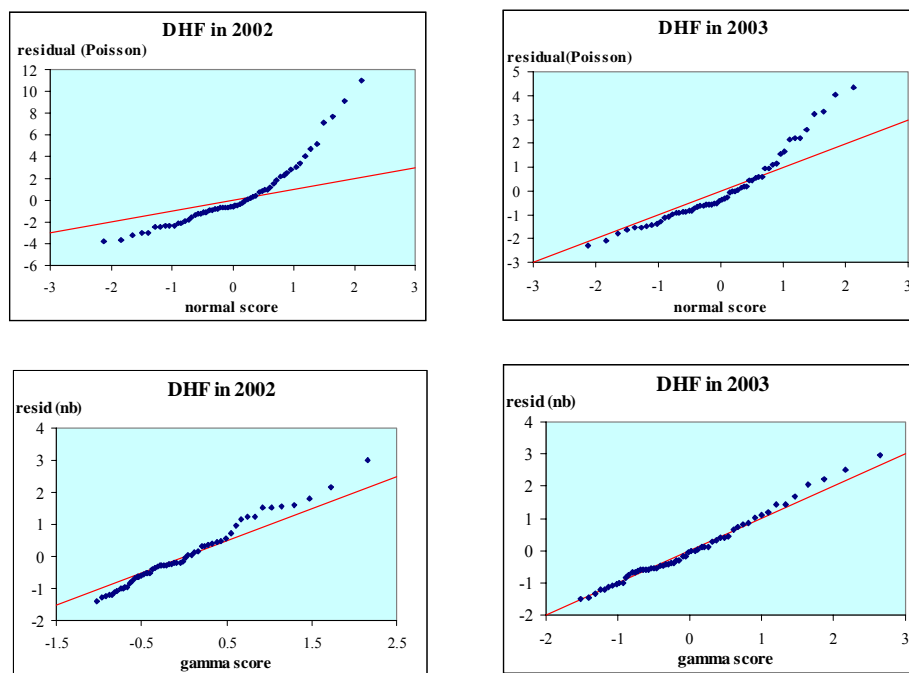 DHF in 2002
residual (Poisson)
12
10
8
6
4
2
0
-2
-4
-6
-3 -2 -1 0 1 2 3
normal score
DHF in 2003
residual(Poisson)
5
4
3
2
1
0
-1
-2
-3
-3 -2 -1 0 1 2 3
normal score
DHF in 2002
resid (nb)
4
3
2
1
0
-1
-2
-1.5 -0.5 0.5 1.5 2.5
gamma score
DHF in 2003
resid (nb)
4
3
2
1
0
-1
-2
-2 -1 0 1 2 3
gamma score